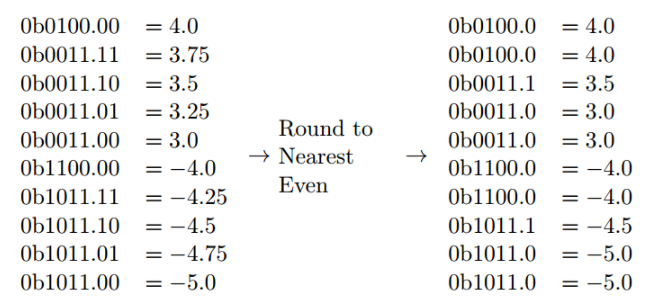 0b0100.00 = 4.0 0b0100.0 = 4.0
0b0011.11 = 3.75 0b0100.0 = 4.0
0b0011.10 = 3.5 0b0011.1 = 3.5
0b0011.01 = 3.25 0b0011.0 = 3.0
0b0011.00 = 3.0 0b0011.0 = 3.0
0b1100.00 = −4.0 0b1100.0 = −4.0
0b1011.11 = −4.25 0b1100.0 = −4.0
0b1011.10 = −4.5 0b1011.1 = −4.5
0b1011.01 = −4.75 0b1011.0 = −5.0
0b1011.00 = −5.0 0b1011.0 = −5.0
Round to
→ Nearest →
Even